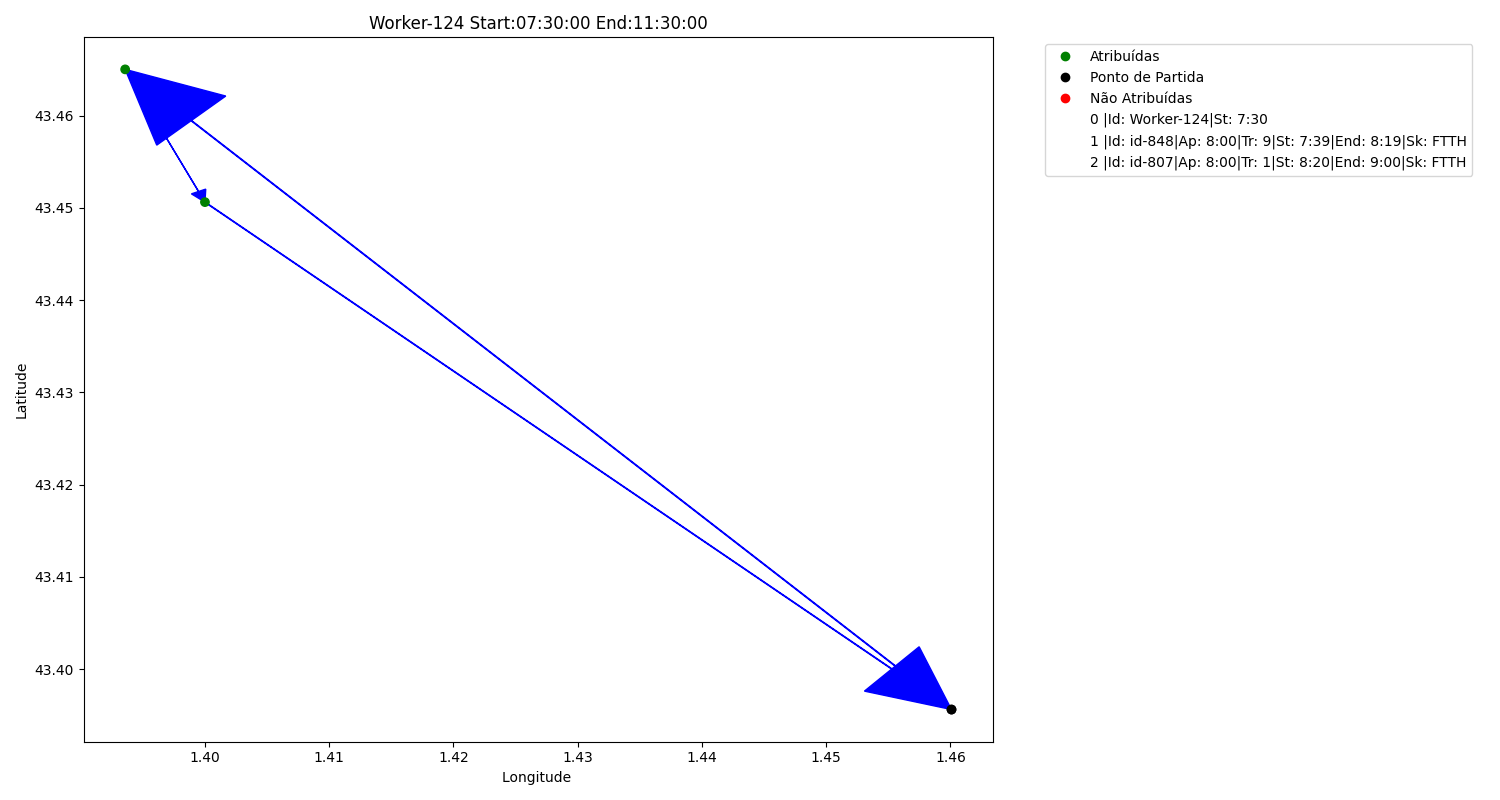 Worker-124 Start:07:30:00 End:11:30:00
Atribuídas
Ponto de Partida
Não Atribuídas
0 |Id: Worker-124|St: 7:30
1 |Id: id-848|Ap: 8:00|Tr: 9|St: 7:39|End: 8:19|Sk: FTTH
2 |Id: id-807|Ap: 8:00|Tr: 1|St: 8:20|End: 9:00|Sk: FTTH
Latitude
43.46
43.45
43.44
43.43
43.42
43.41
43.40
1.40 1.41 1.42 1.43 1.44 1.45 1.46
Longitude